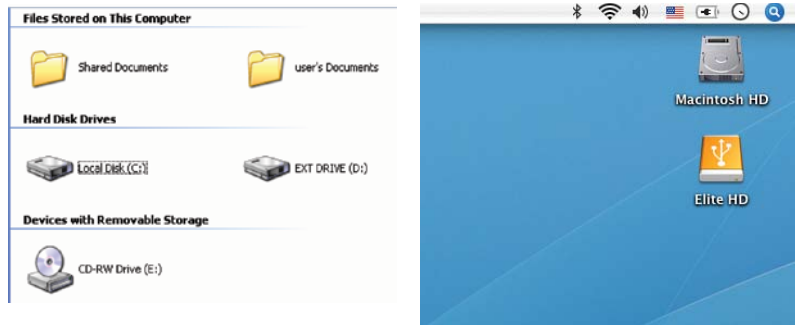 Files Stored on This Computer
Shared Documents
user's Documents
Hard Disk Drives
Local Disk (C:)
EXT DRIVE (D:)
Devices with Removable Storage
CD-RW Drive (E:)
Macintosh HD
Elite HD